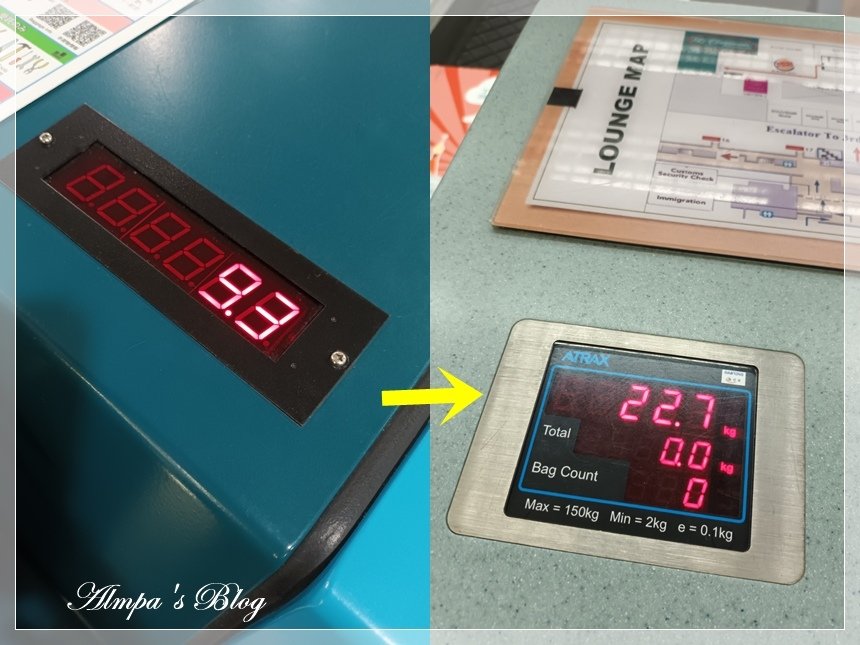 9.3
LOUNGE MAP
Escalator To
Customs
Security Check
Immigration
ATRAX
22.7 kg
Total 0.0 kg
Bag Count 0
Max = 150kg Min = 2kg e = 0.1kg
Almpa's Blog